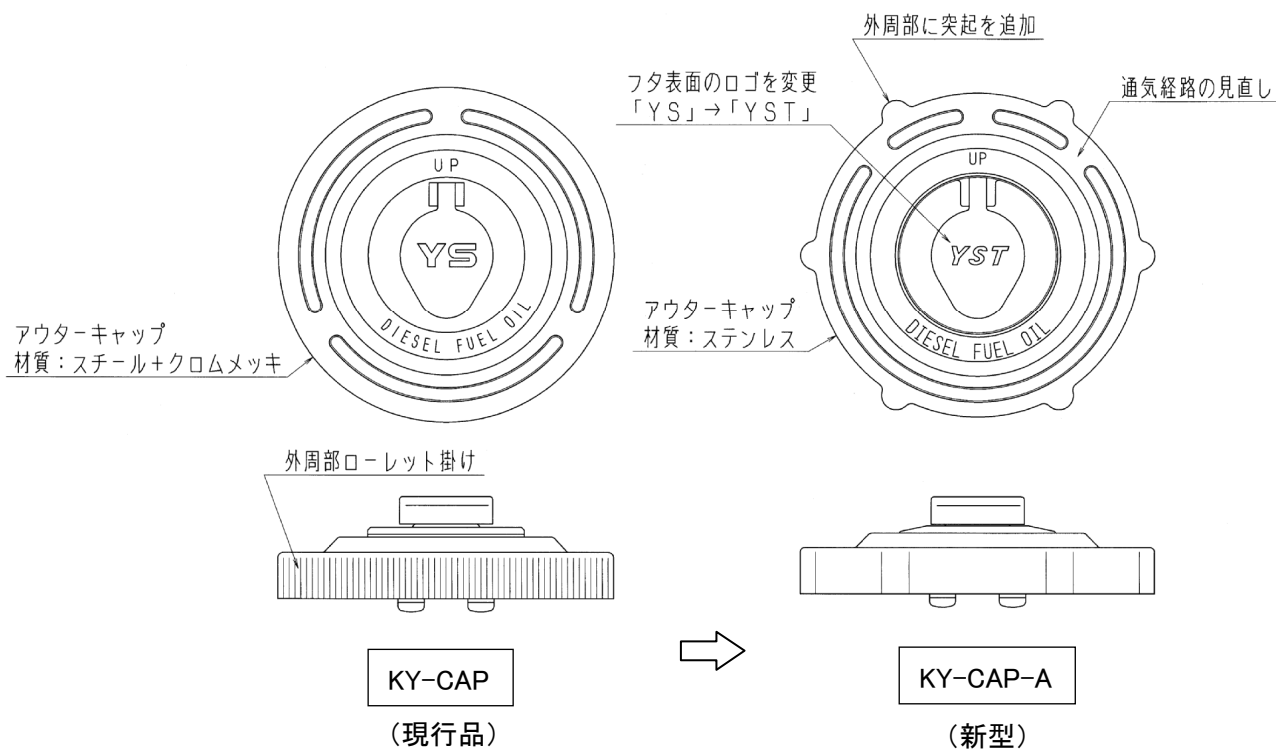 外周部に突起を追加
フタ表面のロゴを変更
「YS」→「YST」
通気経路の見直し
UP
YS
DIESEL FUEL OIL
アウターキャップ
材質:スチール+クロムメッキ
UP
YST
DIESEL FUEL OIL
アウターキャップ
材質:ステンレス
外周部ローレット掛け
KY-CAP
(現行品)
KY-CAP-A
(新型)